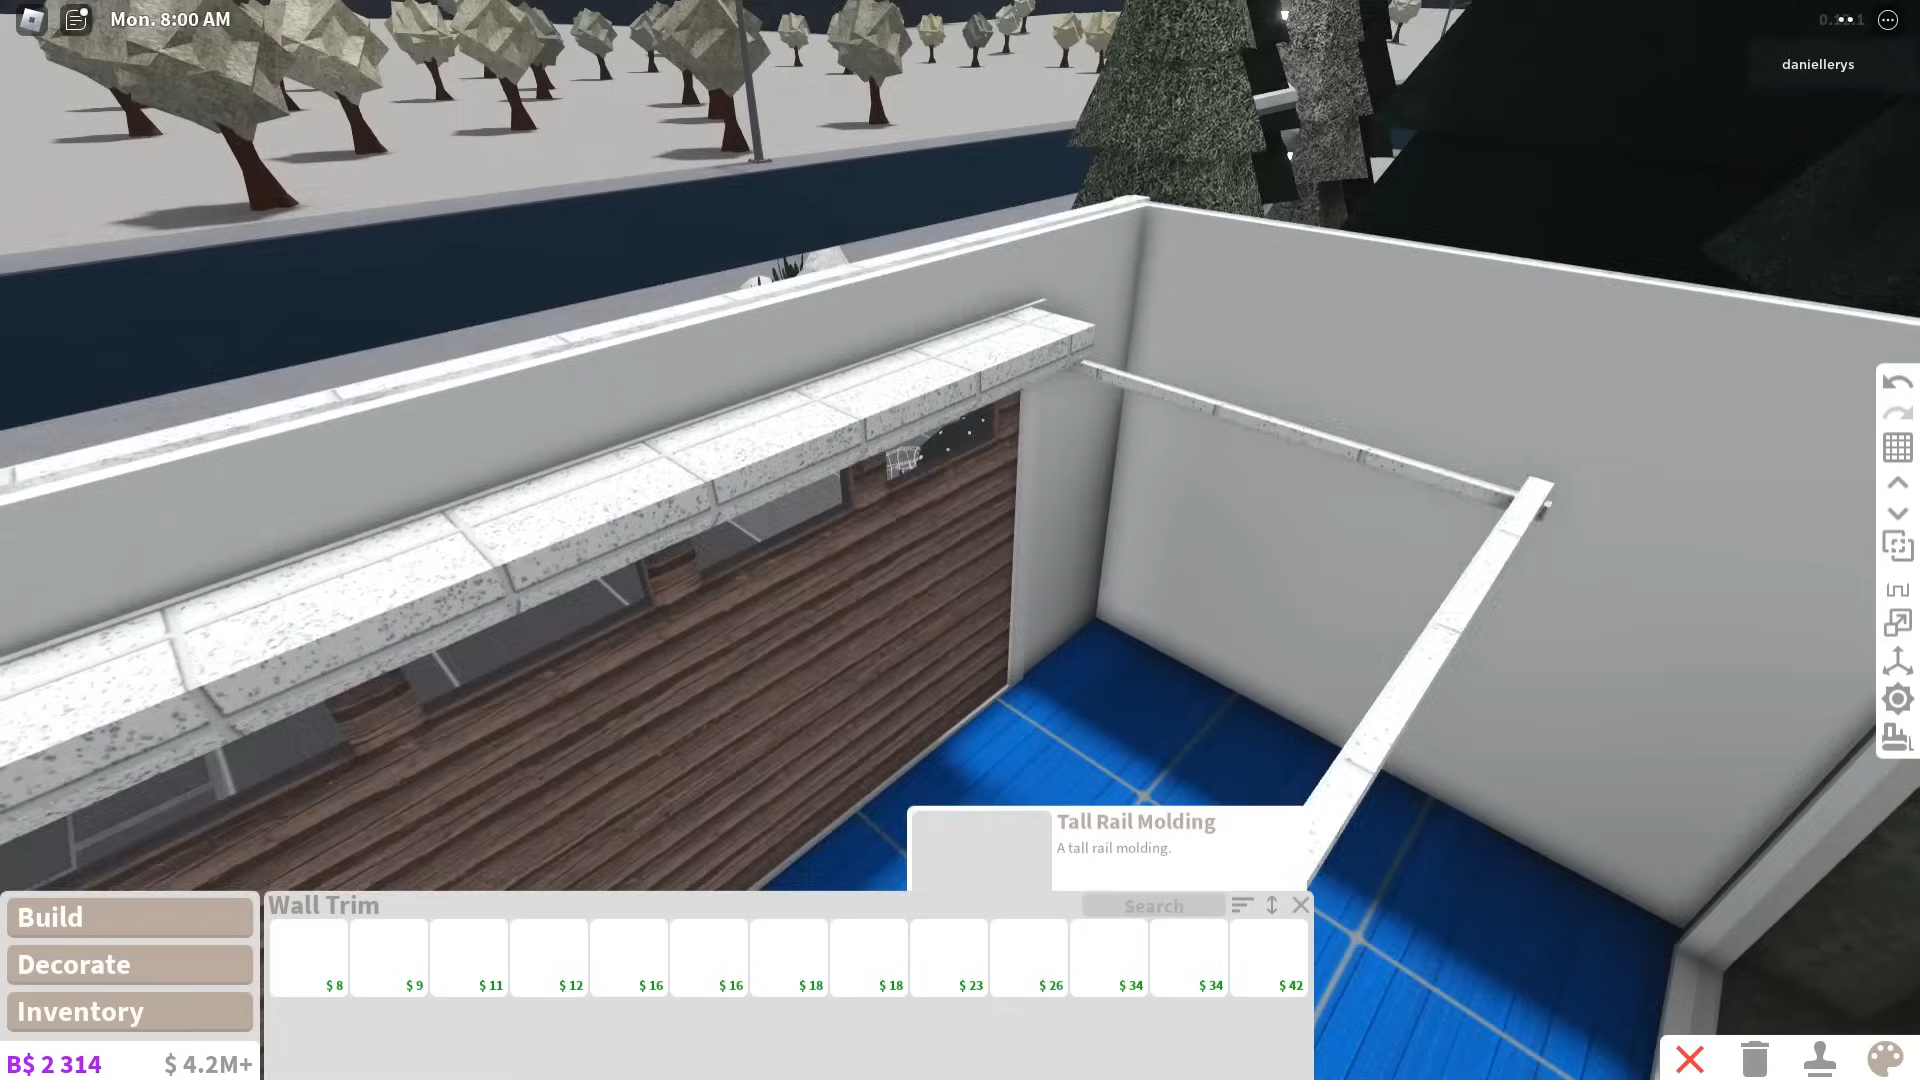 Mon. 8:00 AM
daniellerys
Tall Rail Molding
A tall rail molding.
Wall Trim
Search
$ 8
$ 9
$ 11
$ 12
$ 16
$ 16
$ 18
$ 18
$ 23
$ 26
$ 34
$ 34
$ 42
Build
Decorate
Inventory
B$ 2 314
$ 4.2M+